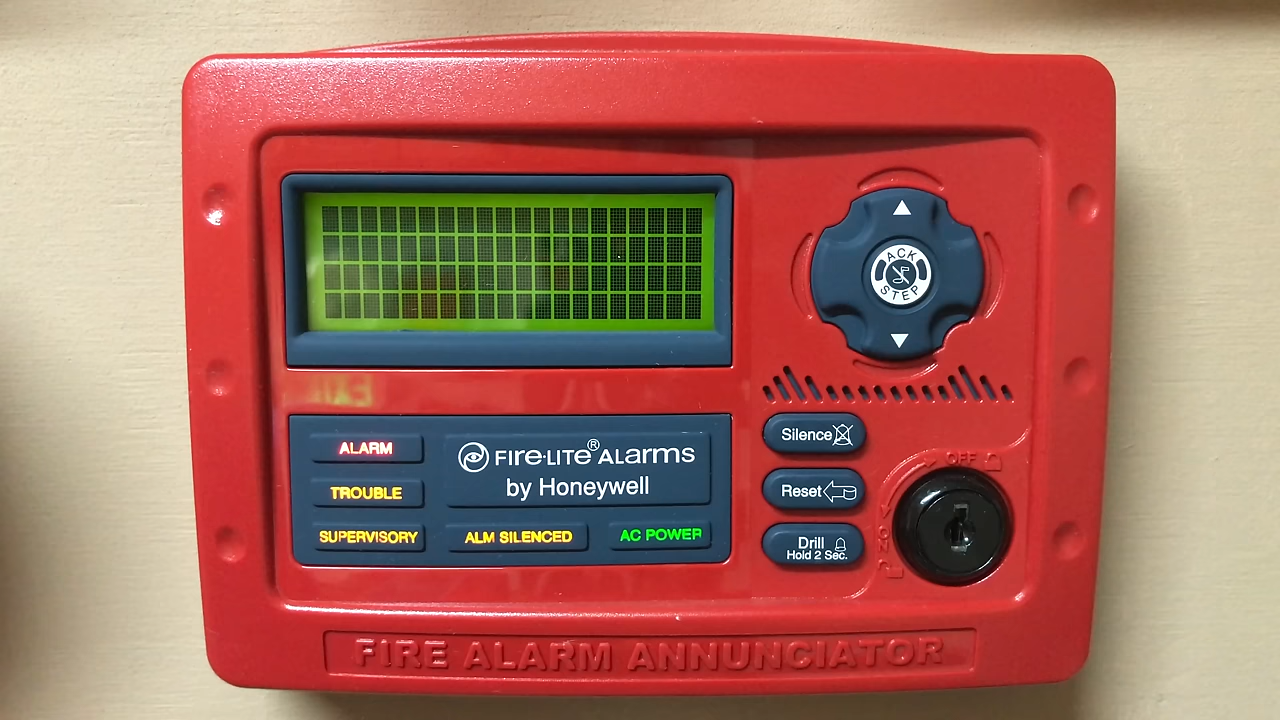 ACK
STEP
EXIT
ALARM
FIRE·LITE® ALARMS
by Honeywell
TROUBLE
SUPERVISORY
ALM SILENCED
AC POWER
Silence
Reset
Drill
Hold 2 Sec.
OFF
ON
FIRE ALARM ANNUNCIATOR